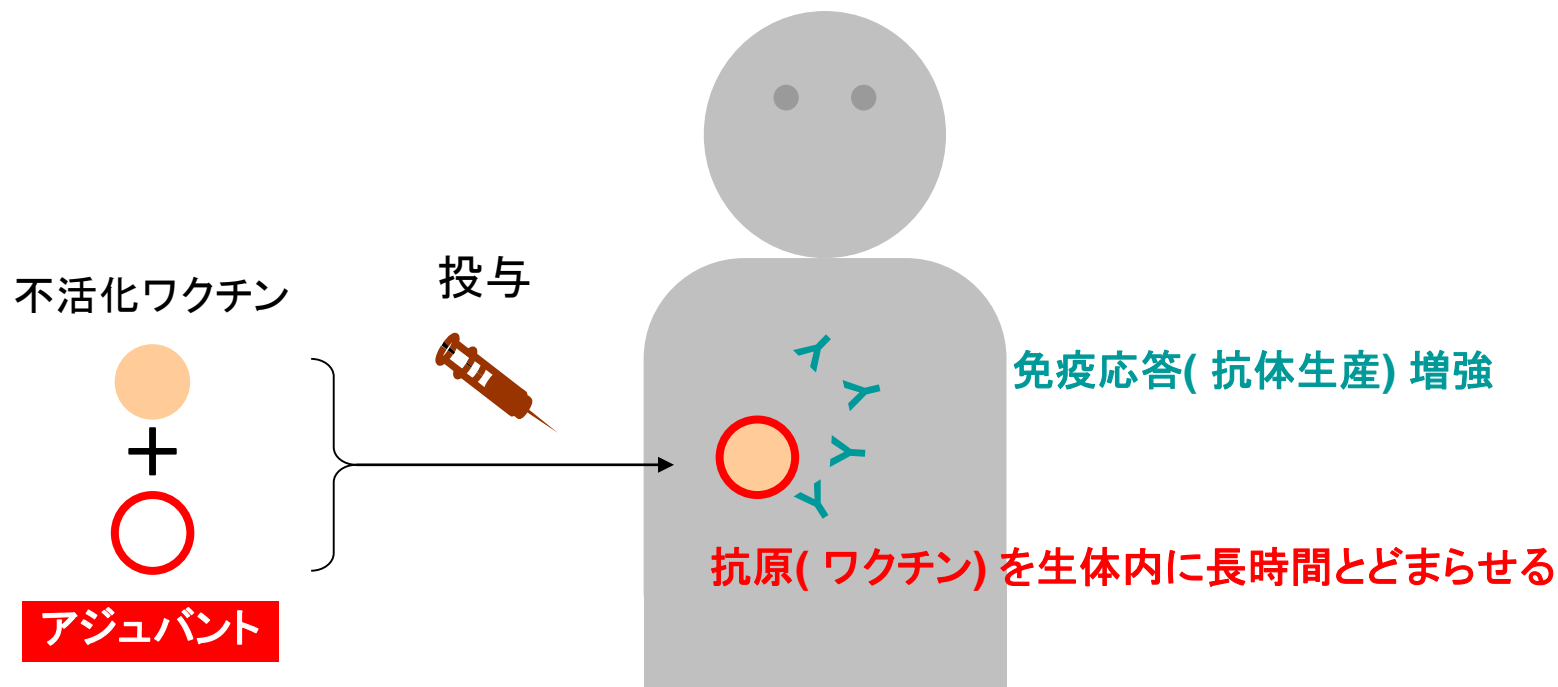 投与
不活化ワクチン
免疫応答( 抗体生産) 増強
抗原( ワクチン) を生体内に長時間とどまらせる
アジュバント